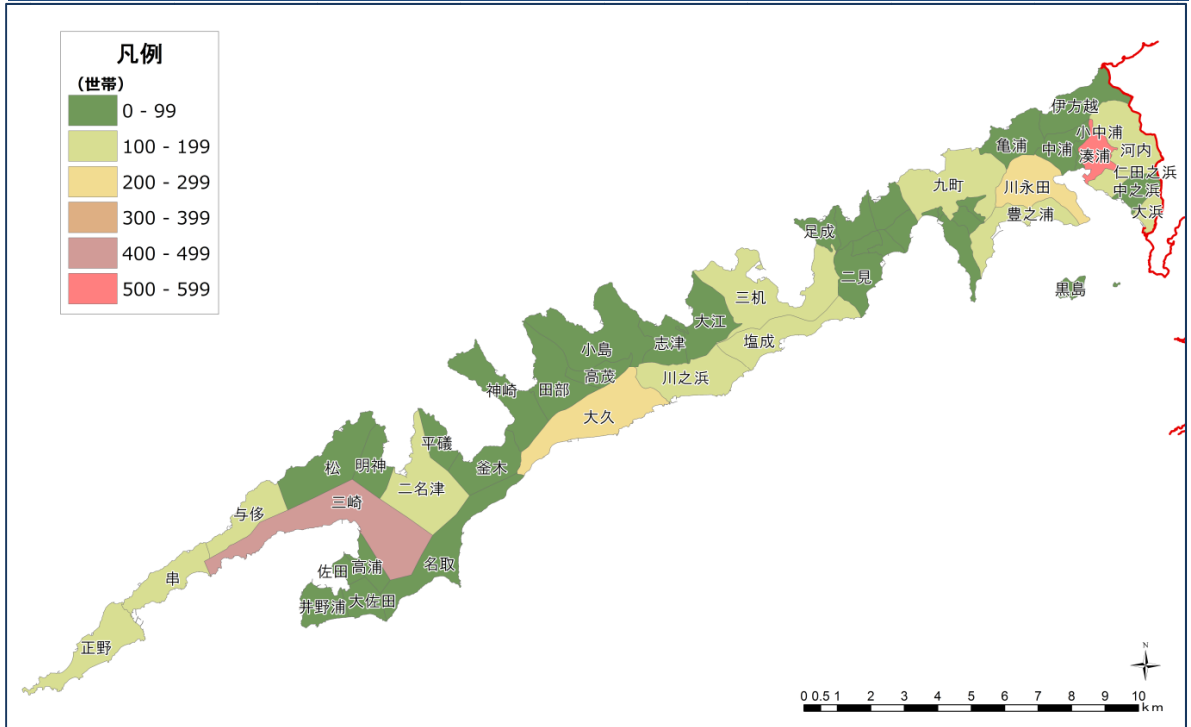 凡例
(世帯)
0 - 99
100 - 199
200 - 299
300 - 399
400 - 499
500 - 599
伊方越
小中浦
亀浦
中浦
湊浦
河内
仁田之浜
九町
川永田
中之浜
豊之浦
大浜
足成
二見
黒島
三机
大江
塩成
小島
志津
高茂
川之浜
神崎
田部
大久
平礒
松
明神
釜木
二名津
三崎
与侈
名取
高浦
佐田
串
大佐田
井野浦
正野
N
0 0.5 1 2 3 4 5 6 7 8 9 10
km